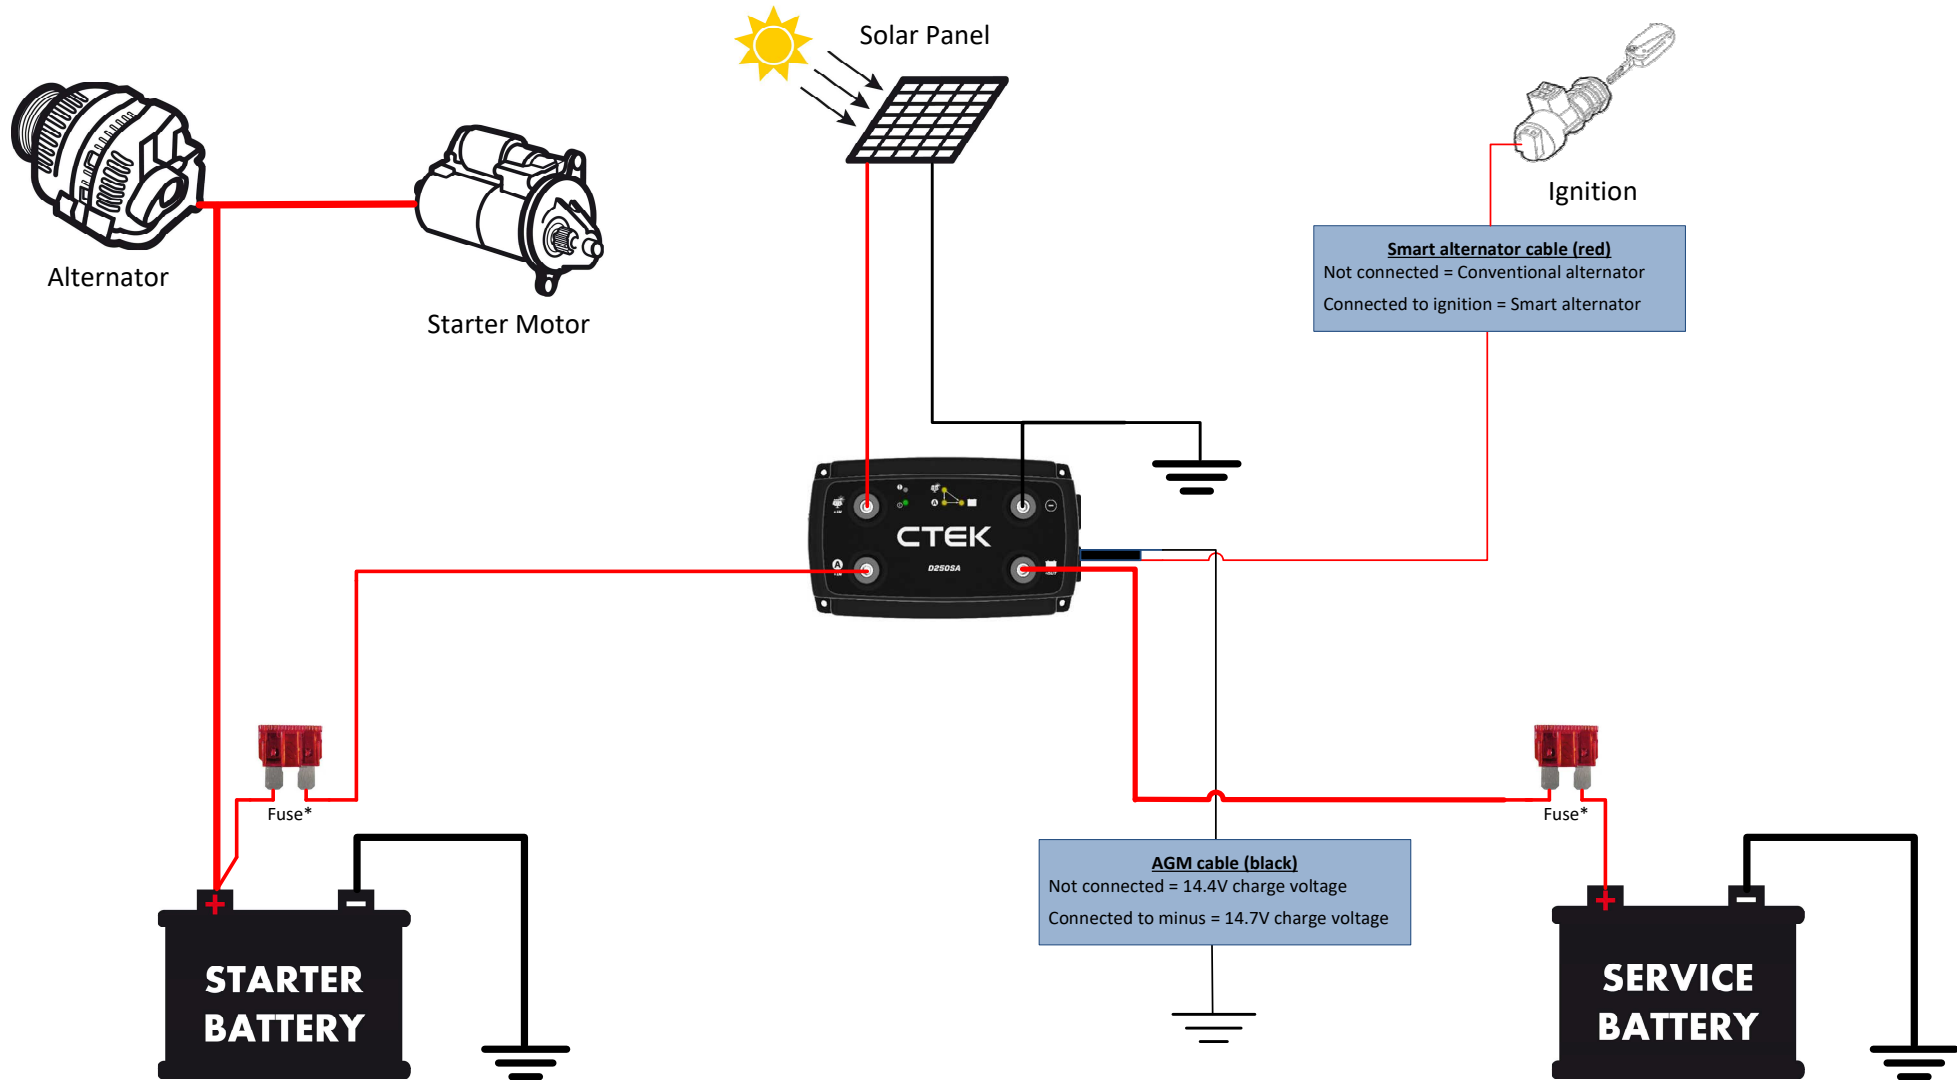 Solar Panel
Ignition
Alternator
Starter Motor
Smart alternator cable (red)
Not connected = Conventional alternator
Connected to ignition = Smart alternator
CTEK
D250SA
A
A
Fuse*
Fuse*
AGM cable (black)
Not connected = 14.4V charge voltage
Connected to minus = 14.7V charge voltage
+
−
STARTER
BATTERY
+
−
SERVICE
BATTERY